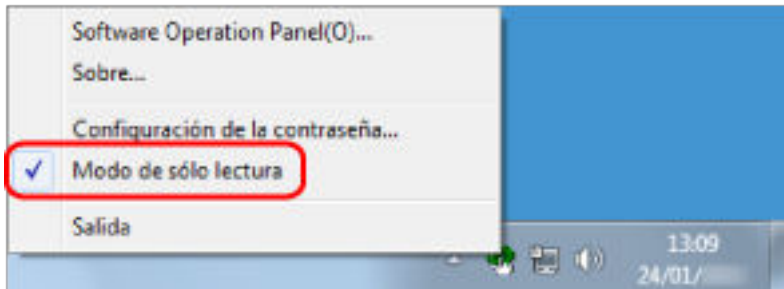 Software Operation Panel(O)...
Sobre...
Configuración de la contraseña...
Modo de sólo lectura
Salida
13:09
24/01/